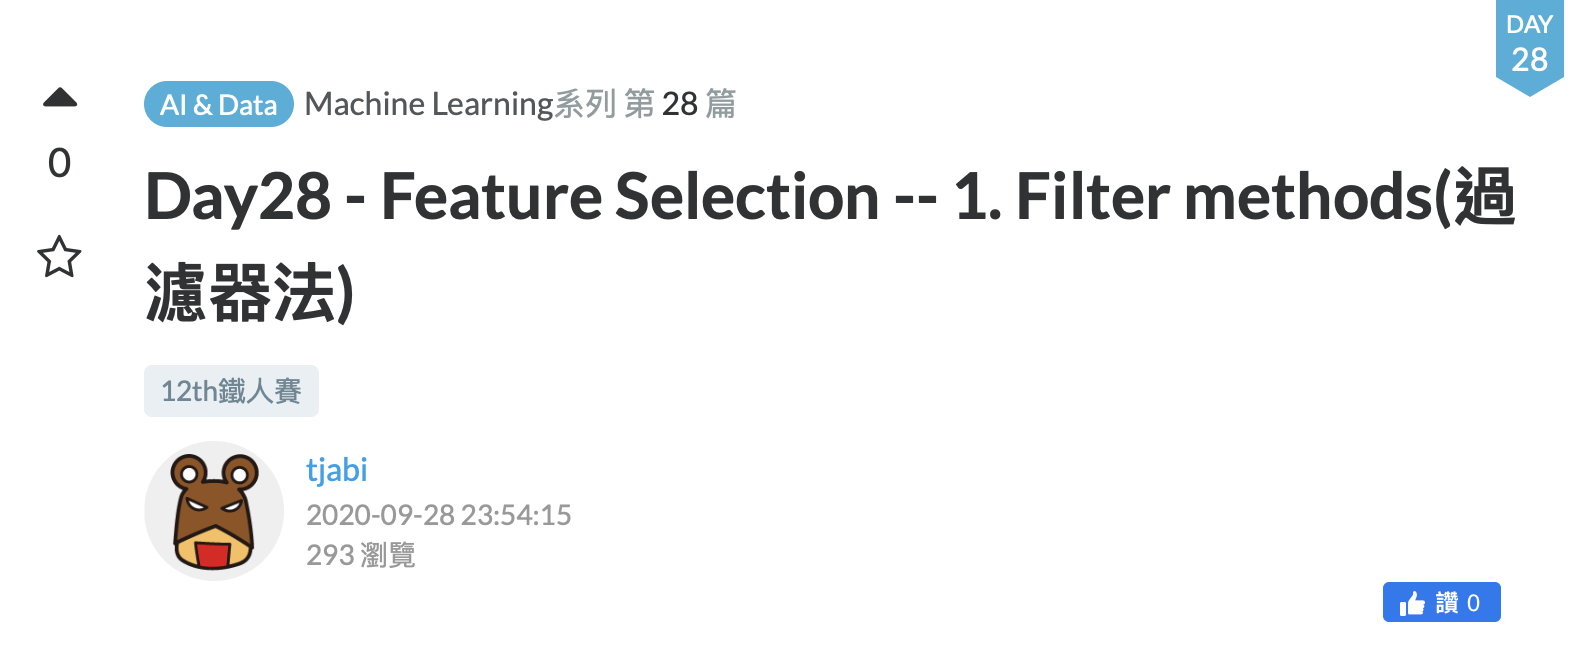 DAY
28
AI & Data Machine Learning系列 第 28 篇
0
Day28 - Feature Selection -- 1. Filter methods(過
濾器法)
12th鐵人賽
tjabi
2020-09-28 23:54:15
293 瀏覽
讚 0